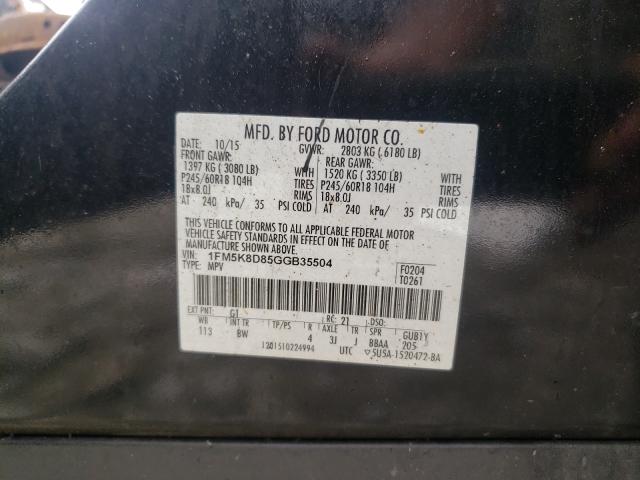 MFD. BY FORD MOTOR CO.
DATE: 10/15 GVWR: 2803 KG ( 6180 LB)
FRONT GAWR: REAR GAWR:
1397 KG ( 3080 LB) WITH 1520 KG ( 3350 LB) WITH
P245/60R18 104H TIRES P245/60R18 104H TIRES
18x8.0J RIMS 18x8.0J RIMS
AT 240 kPa/ 35 PSI COLD AT 240 kPa/ 35 PSI COLD
THIS VEHICLE CONFORMS TO ALL APPLICABLE FEDERAL MOTOR
VEHICLE SAFETY STANDARDS IN EFFECT ON THE DATE OF
MANUFACTURE SHOWN ABOVE.
VIN: 1FM5K8D85GGB35504 F0204
TYPE: MPV T0261
EXT PNT: G1 RC: 21 DSO:
WB INT TR TP/PS R AXLE TR SPR GUB1Y
113 BW 4 3J J BBAA 205
1201510224994 UTC ▽5U5A-1520472-BA